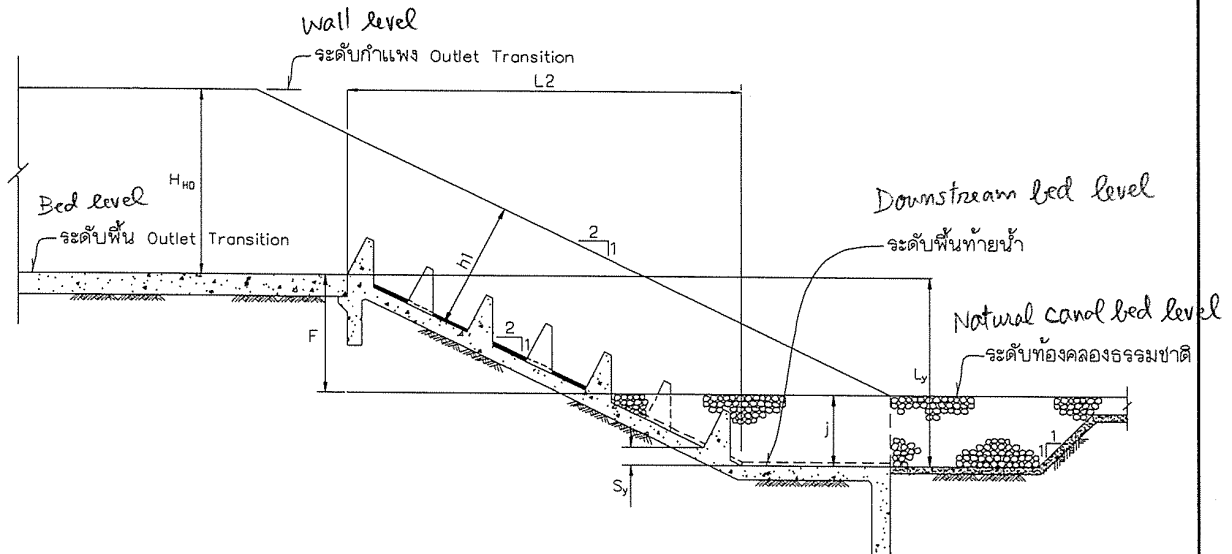 Wall level
ระดับกำแพง Outlet Transition
L2
H_HO
Bed level
ระดับพื้น Outlet Transition
h1
2
1
Downstream bed level
ระดับพื้นท้ายน้ำ
F
2
1
Natural canal bed level
ระดับท้องคลองธรรมชาติ
Ly
j
1
1
Sy